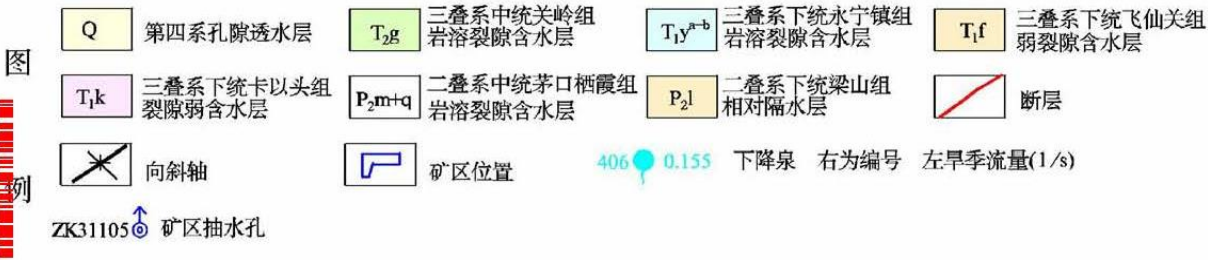 图
例
Q 第四系孔隙透水层
T₂g 三叠系中统关岭组
岩溶裂隙含水层
T₁yᵃ⁻ᵇ 三叠系下统永宁镇组
岩溶裂隙含水层
T₁f 三叠系下统飞仙关组
弱裂隙含水层
T₁k 三叠系下统卡以头组
裂隙弱含水层
P₂m+q 二叠系中统茅口栖霞组
岩溶裂隙含水层
P₂l 二叠系下统梁山组
相对隔水层
断层
向斜轴
矿区位置
406 0.155 下降泉 右为编号 左旱季流量(1/s)
ZK31105 矿区抽水孔